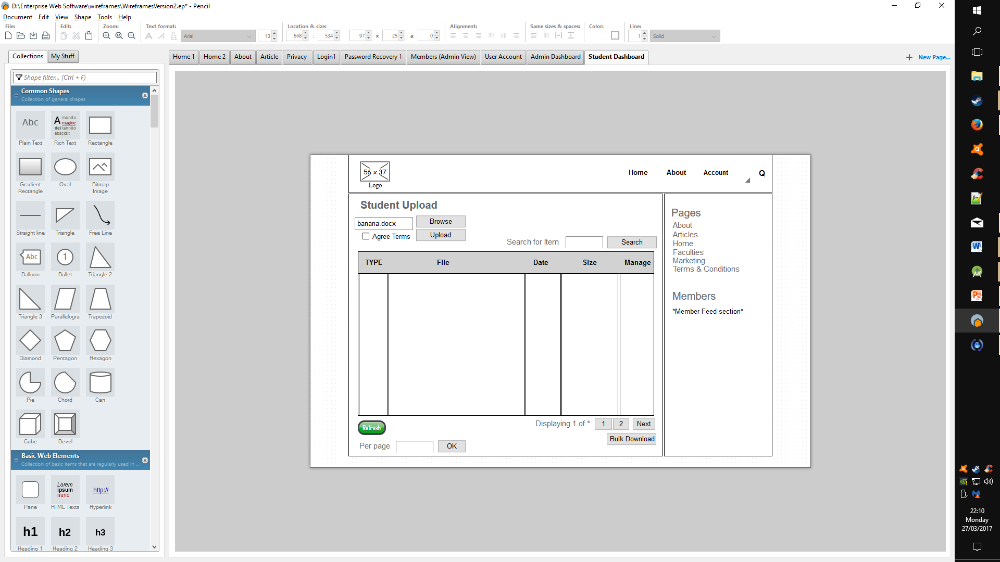 D:\Enterprise Web Software\wireframes\WireframesVersion2.ep* - Pencil
Document Edit View Shape Tools Help
File: Edit: Zoom: Text format: Location & size: Alignment: Same sizes & spaces: Color: Line:
1:1 A A Arial 13 568 : 534 97 x 25 a: 0 1 Solid
Collections My Stuff
Home 1 Home 2 About Article Privacy Login1 Password Recovery 1 Members (Admin View) User Account Admin Dashboard Student Dashboard
+ New Page...
Shape filter... (Ctrl + F)
Common Shapes
Collection of general shapes
Abc
A mundu
magine
del tannito
abscidit
Plain Text Rich Text Rectangle
Gradient Rectangle Oval Bitmap Image
Straight line Triangle Free Line
Abc 1
Balloon Bullet Triangle 2
Triangle 3 Parallelogra Trapezoid
Diamond Pentagon Hexagon
Pie Chord Can
Cube Bevel
Basic Web Elements
Collection of basic items that are regularly used in ...
Lorem
ipsum
nunc
http://
Pane HTML Texts Hyperlink
h1 h2 h3
Heading 1 Heading 2 Heading 3
56 x 37
Logo
Home About Account Q
Student Upload
banana.docx Browse
Agree Terms Upload
Search for Item Search
TYPE File Date Size Manage
Refresh
Displaying 1 of * 1 2 Next
Bulk Download
Per page OK
Pages
About
Articles
Home
Faculties
Marketing
Terms & Conditions
Members
*Member Feed section*
22:10
Monday
27/03/2017